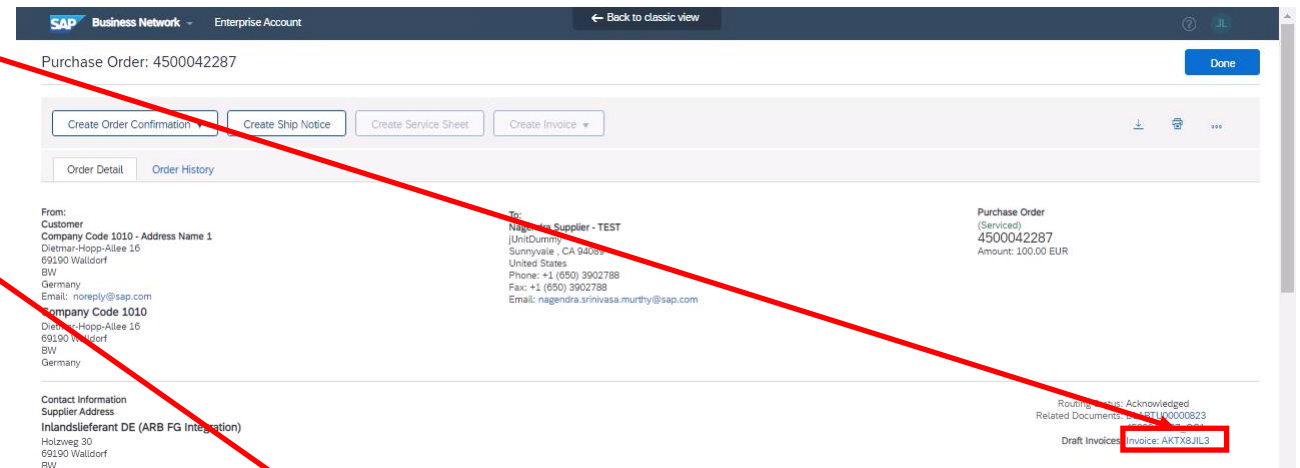 SAP Business Network Enterprise Account ← Back to classic view JL
Purchase Order: 4500042287 Done
Create Order Confirmation Create Ship Notice Create Service Sheet Create Invoice
Order Detail Order History
From:
Customer
Company Code 1010 - Address Name 1
Dietmar-Hopp-Allee 16
69190 Walldorf
BW
Germany
Email: noreply@sap.com
Company Code 1010
Dietmar-Hopp-Allee 16
69190 Walldorf
BW
Germany
To:
Nagendra Supplier - TEST
jUnitDummy
Sunnyvale , CA 94089
United States
Phone: +1 (650) 3902788
Fax: +1 (650) 3902788
Email: nagendra.srinivasa.murthy@sap.com
Purchase Order
(Serviced)
4500042287
Amount: 100.00 EUR
Contact Information
Supplier Address
Inlandslieferant DE (ARB FG Integration)
Holzweg 30
69190 Walldorf
BW
Routing Status: Acknowledged
Related Documents:
Draft Invoices: Invoice: AKTX8JIL3